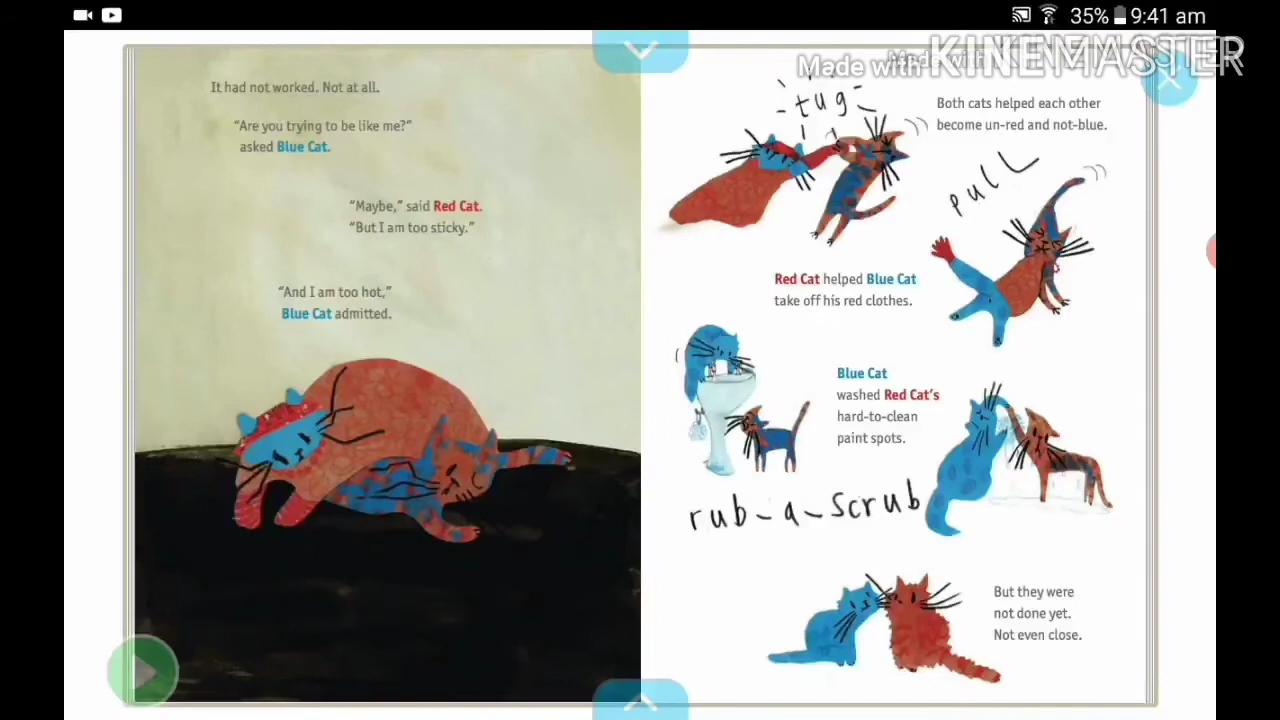 35% 9:41 am
Made with KINEMASTER
It had not worked. Not at all.
“Are you trying to be like me?”
asked Blue Cat.
“Maybe,” said Red Cat.
“But I am too sticky.”
“And I am too hot,”
Blue Cat admitted.
tug
Both cats helped each other
become un-red and not-blue.
PULL
Red Cat helped Blue Cat
take off his red clothes.
Blue Cat
washed Red Cat’s
hard-to-clean
paint spots.
rub-a-scrub
But they were
not done yet.
Not even close.